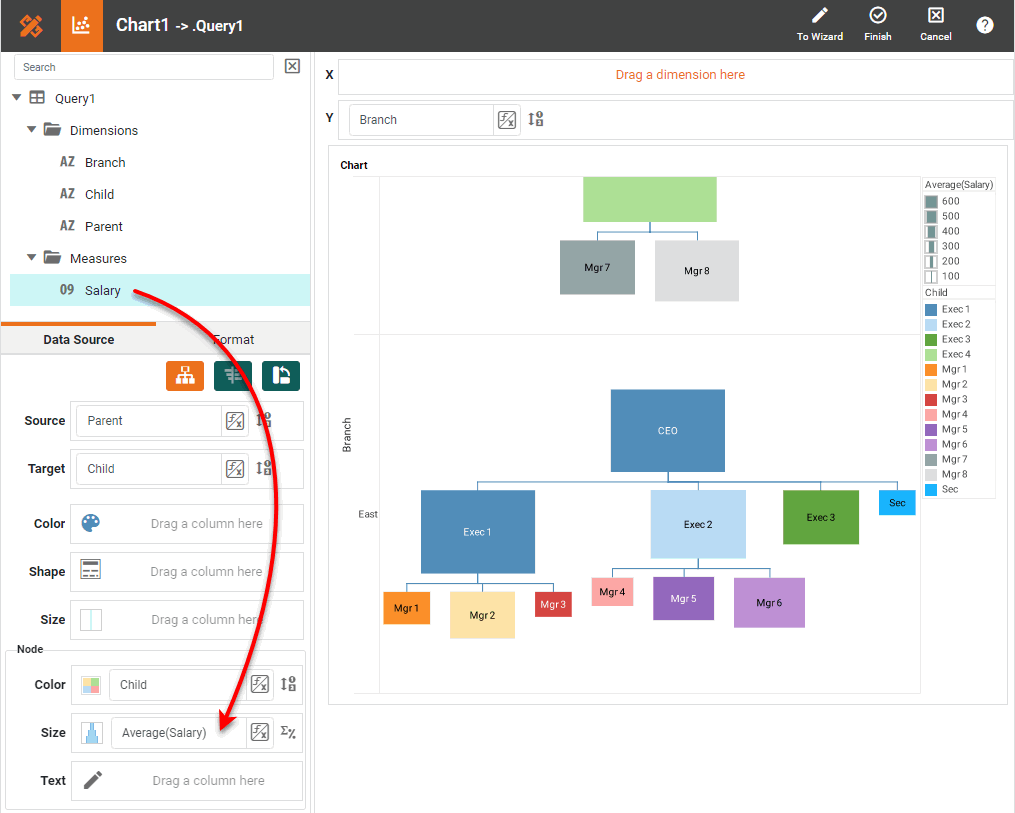 Chart1 -> .Query1
To Wizard
Finish
Cancel
?
Search
Query1
Dimensions
AZ Branch
AZ Child
AZ Parent
Measures
09 Salary
Data Source
Format
Source
Parent
Target
Child
Color
Drag a column here
Shape
Drag a column here
Size
Drag a column here
Node
Color
Child
Size
Average(Salary)
Text
Drag a column here
X
Drag a dimension here
Y
Branch
Chart
Mgr 7
Mgr 8
Branch
East
CEO
Exec 1
Exec 2
Exec 3
Sec
Mgr 1
Mgr 2
Mgr 3
Mgr 4
Mgr 5
Mgr 6
Average(Salary)
600
500
400
300
200
100
Child
Exec 1
Exec 2
Exec 3
Exec 4
Mgr 1
Mgr 2
Mgr 3
Mgr 4
Mgr 5
Mgr 6
Mgr 7
Mgr 8
Sec